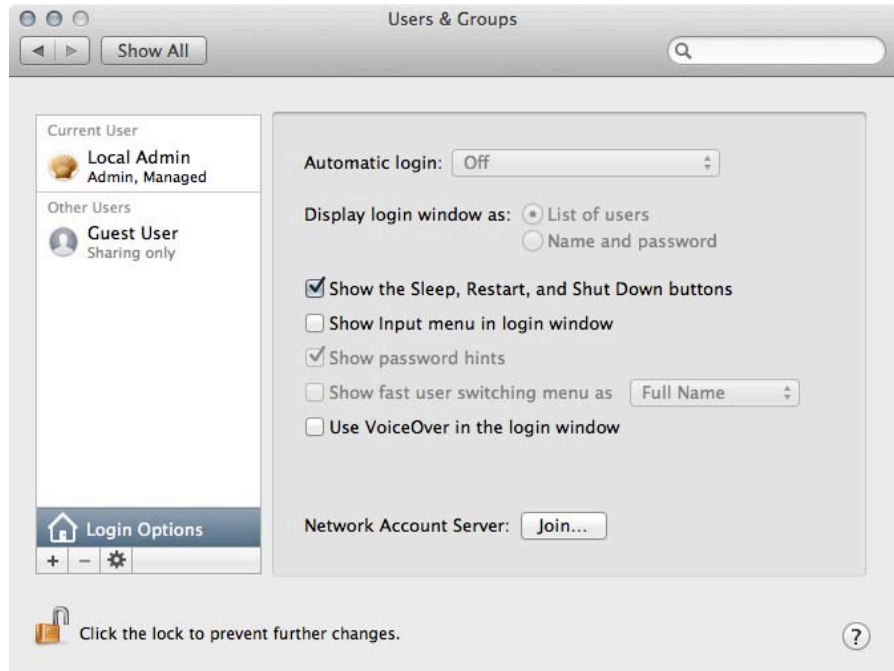 Users & Groups
Show All
Current User
Local Admin
Admin, Managed
Other Users
Guest User
Sharing only
Login Options
+ –
Automatic login: Off
Display login window as: List of users
Name and password
Show the Sleep, Restart, and Shut Down buttons
Show Input menu in login window
Show password hints
Show fast user switching menu as Full Name
Use VoiceOver in the login window
Network Account Server: Join...
Click the lock to prevent further changes.
?